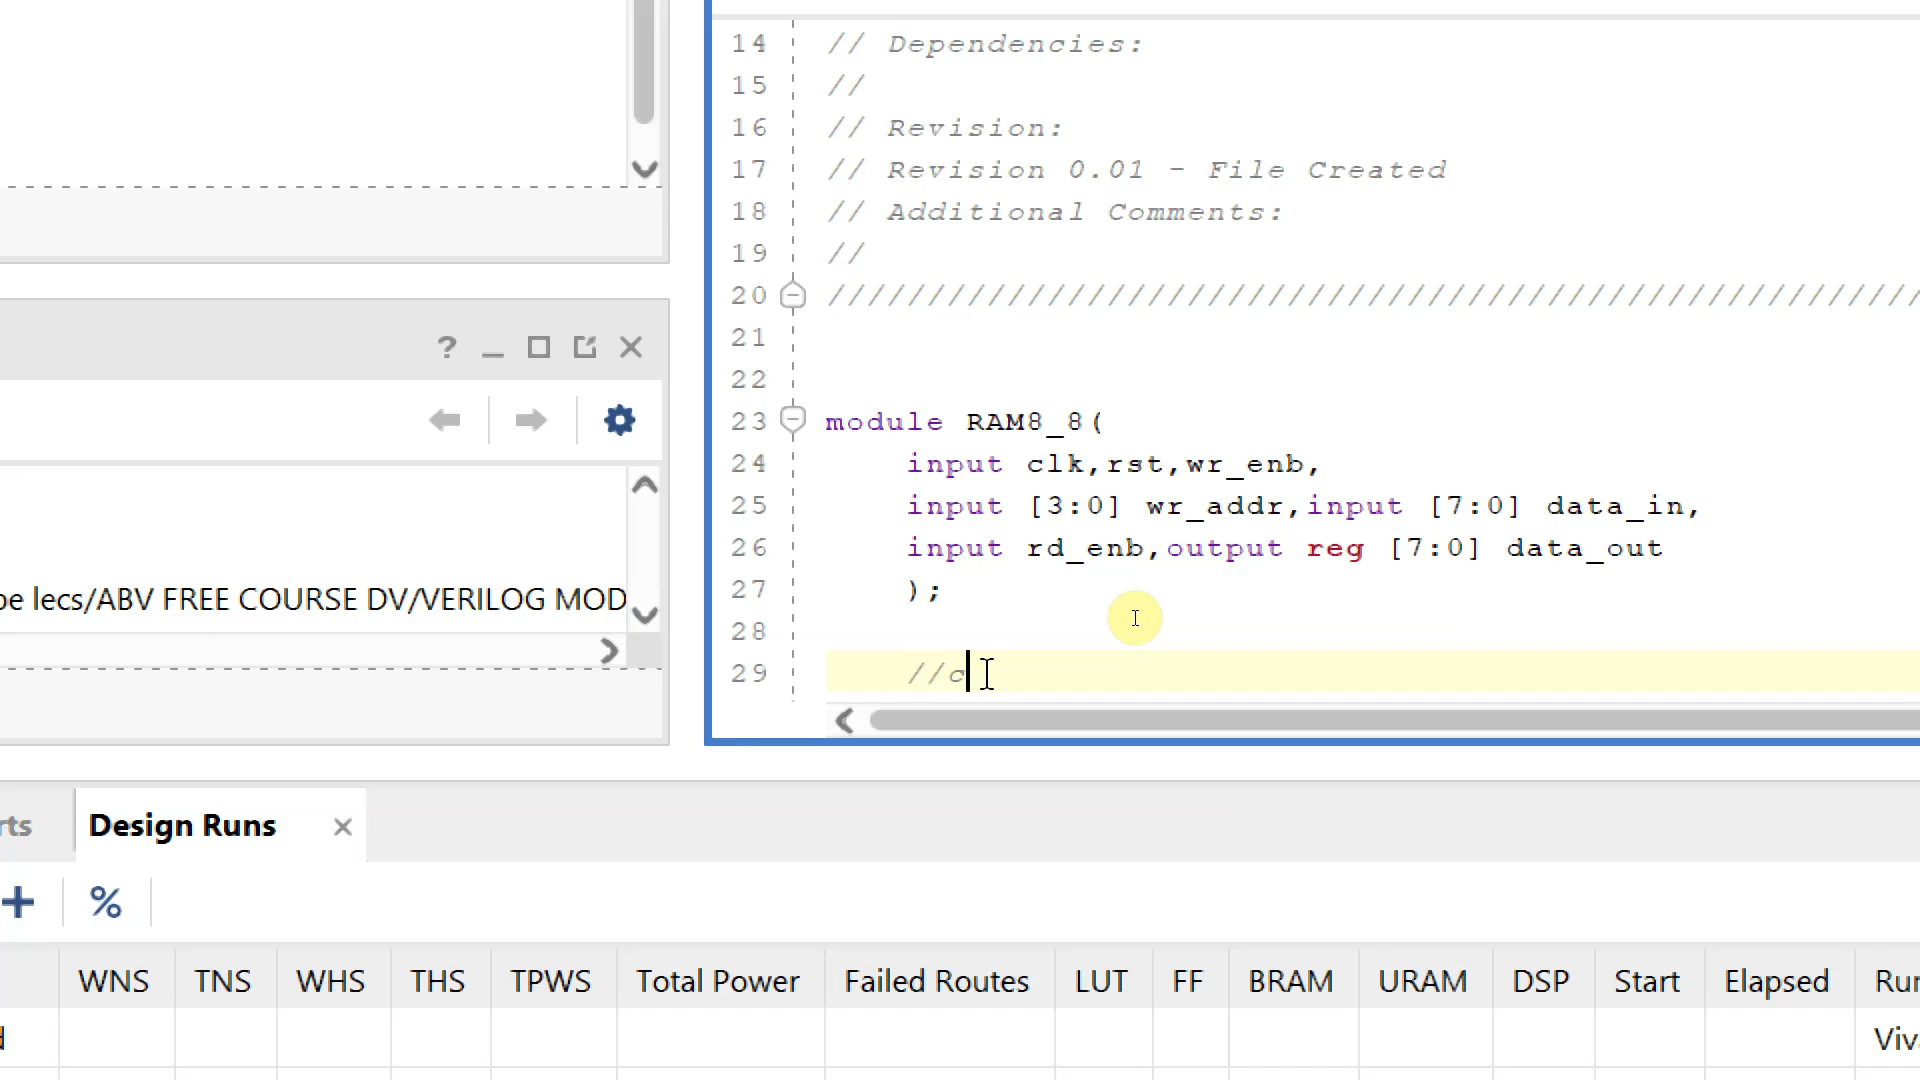 14 // Dependencies:
15 //
16 // Revision:
17 // Revision 0.01 - File Created
18 // Additional Comments:
19 //
20 //////////////////////////////////////////////////////
21
22
23 module RAM8_8(
24 input clk,rst,wr_enb,
25 input [3:0] wr_addr,input [7:0] data_in,
26 input rd_enb,output reg [7:0] data_out
27 );
28
29 //c
?
pe lecs/ABV FREE COURSE DV/VERILOG MOD
rts Design Runs
+ %
WNS TNS WHS THS TPWS Total Power Failed Routes LUT FF BRAM URAM DSP Start Elapsed Run
d Viv